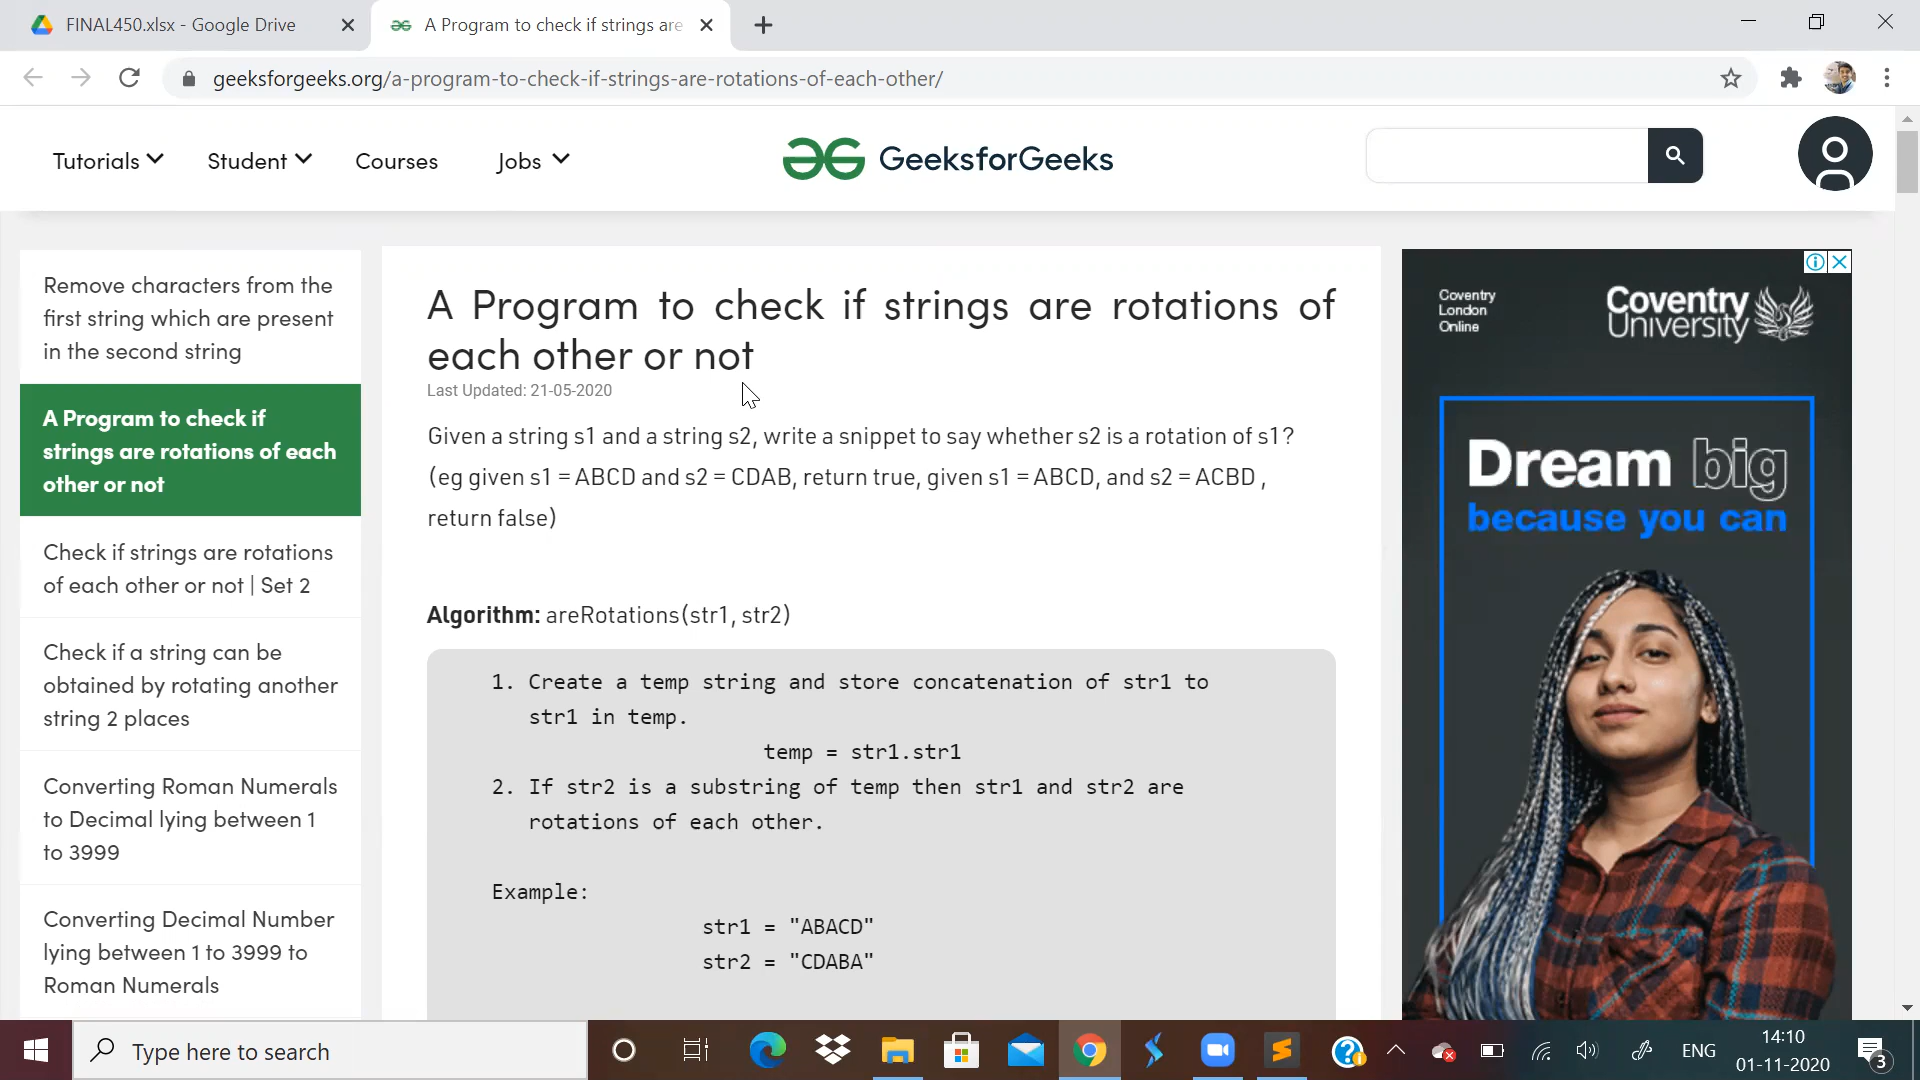 FINAL450.xlsx - Google Drive
A Program to check if strings are
geeksforgeeks.org/a-program-to-check-if-strings-are-rotations-of-each-other/
Tutorials
Student
Courses
Jobs
GeeksforGeeks
Remove characters from the
first string which are present
in the second string
A Program to check if
strings are rotations of each
other or not
Check if strings are rotations
of each other or not | Set 2
Check if a string can be
obtained by rotating another
string 2 places
Converting Roman Numerals
to Decimal lying between 1
to 3999
Converting Decimal Number
lying between 1 to 3999 to
Roman Numerals
A Program to check if strings are rotations of
each other or not
Last Updated: 21-05-2020
Given a string s1 and a string s2, write a snippet to say whether s2 is a rotation of s1?
(eg given s1 = ABCD and s2 = CDAB, return true, given s1 = ABCD, and s2 = ACBD ,
return false)
Algorithm: areRotations(str1, str2)
1. Create a temp string and store concatenation of str1 to
str1 in temp.
temp = str1.str1
2. If str2 is a substring of temp then str1 and str2 are
rotations of each other.
Example:
str1 = "ABACD"
str2 = "CDABA"
Coventry
London
Online
Coventry
University
Dream big
because you can
Type here to search
ENG
14:10
01-11-2020
3